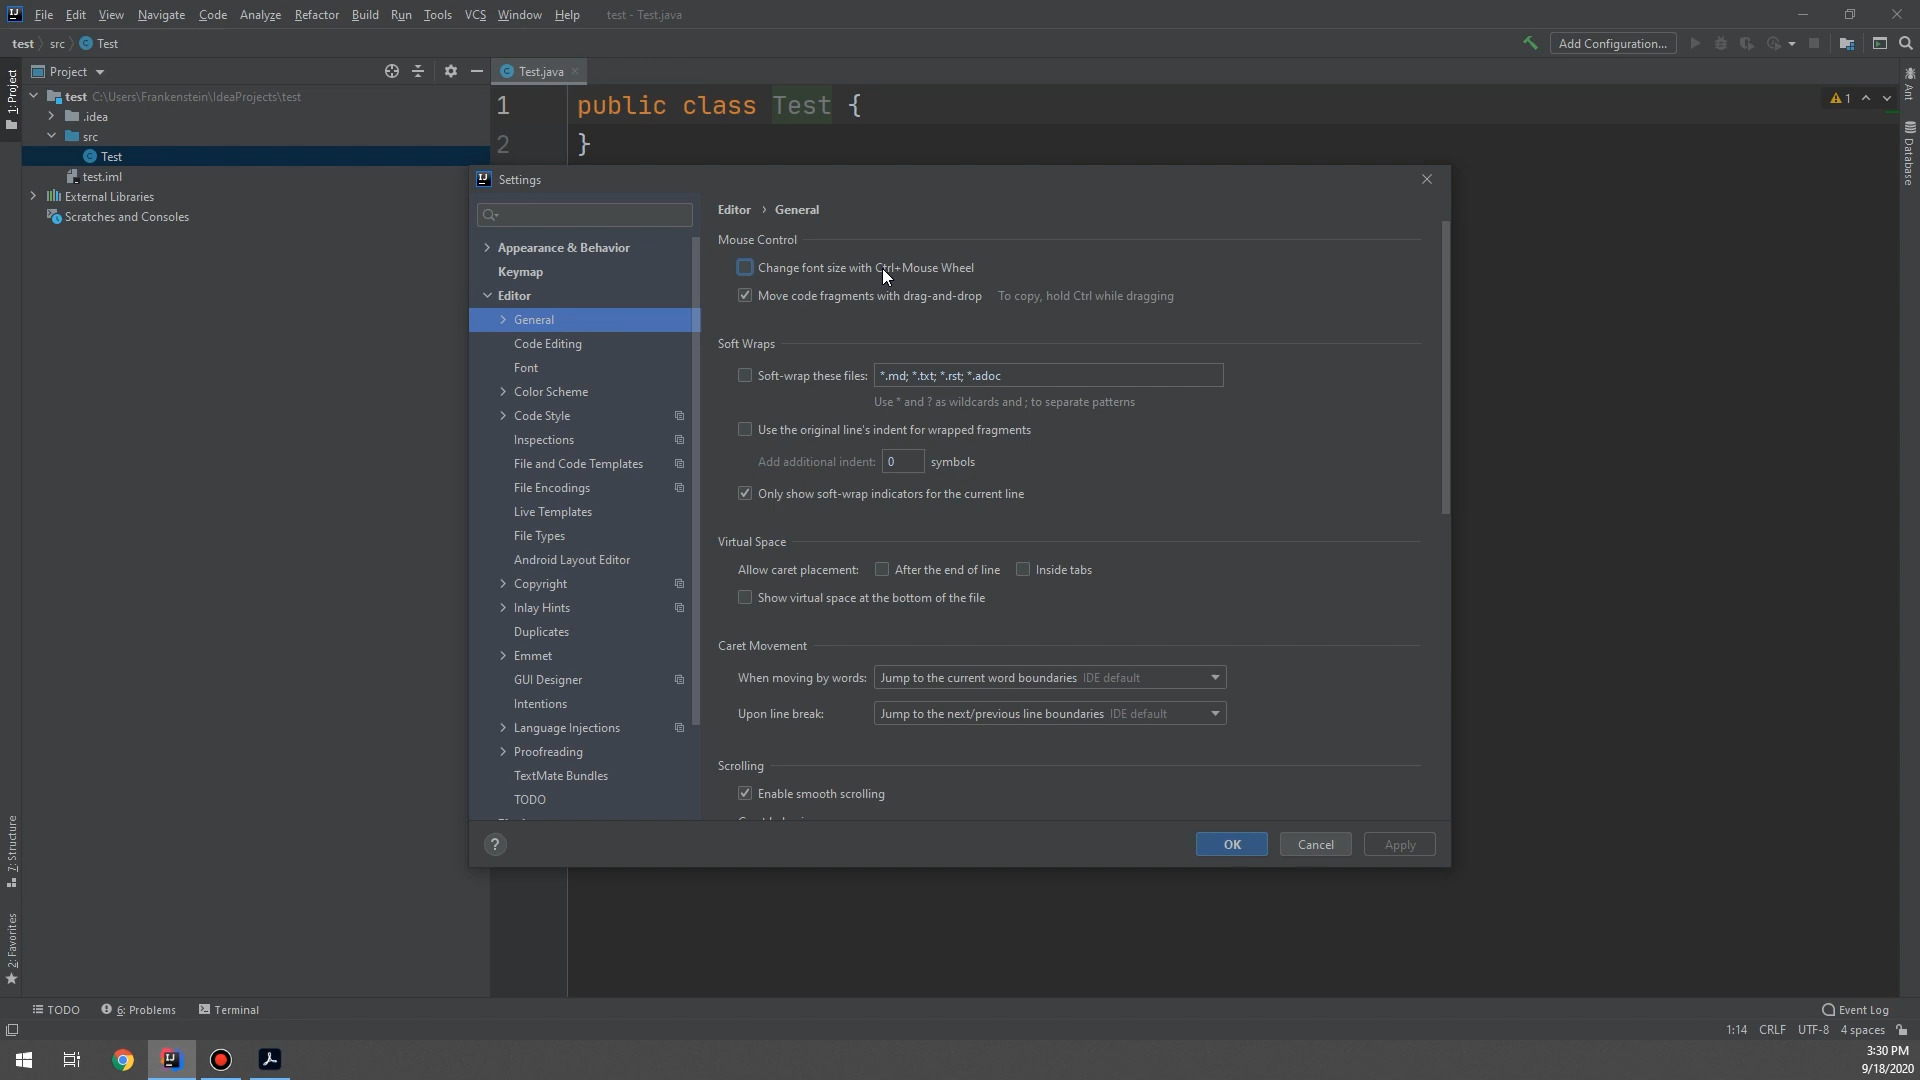 File Edit View Navigate Code Analyze Refactor Build Run Tools VCS Window Help test - Test.java
test src Test
Add Configuration...
1: Project
Project
Test.java
test C:\Users\Frankenstein\IdeaProjects\test
.idea
src
Test
test.iml
External Libraries
Scratches and Consoles
1 public class Test {
2 }
1
Ant
Database
Settings
Appearance & Behavior
Keymap
Editor
General
Code Editing
Font
Color Scheme
Code Style
Inspections
File and Code Templates
File Encodings
Live Templates
File Types
Android Layout Editor
Copyright
Inlay Hints
Duplicates
Emmet
GUI Designer
Intentions
Language Injections
Proofreading
TextMate Bundles
TODO
Editor › General
Mouse Control
Change font size with Ctrl+Mouse Wheel
Move code fragments with drag-and-drop To copy, hold Ctrl while dragging
Soft Wraps
Soft-wrap these files: *.md; *.txt; *.rst; *.adoc
Use * and ? as wildcards and ; to separate patterns
Use the original line's indent for wrapped fragments
Add additional indent: 0 symbols
Only show soft-wrap indicators for the current line
Virtual Space
Allow caret placement: After the end of line Inside tabs
Show virtual space at the bottom of the file
Caret Movement
When moving by words: Jump to the current word boundaries IDE default
Upon line break: Jump to the next/previous line boundaries IDE default
Scrolling
Enable smooth scrolling
? OK Cancel Apply
7: Structure
2: Favorites
TODO 6: Problems Terminal
Event Log
1:14 CRLF UTF-8 4 spaces
3:30 PM
9/18/2020